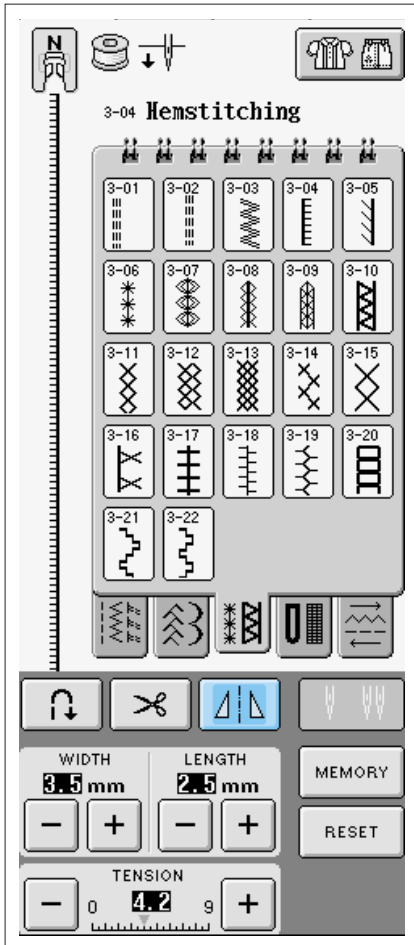 N
3-04 Hemstitching
3-01 3-02 3-03 3-04 3-05
3-06 3-07 3-08 3-09 3-10
3-11 3-12 3-13 3-14 3-15
3-16 3-17 3-18 3-19 3-20
3-21 3-22
WIDTH LENGTH
3.5 mm 2.5 mm
− + − +
MEMORY
RESET
TENSION
− 0 4.2 9 +